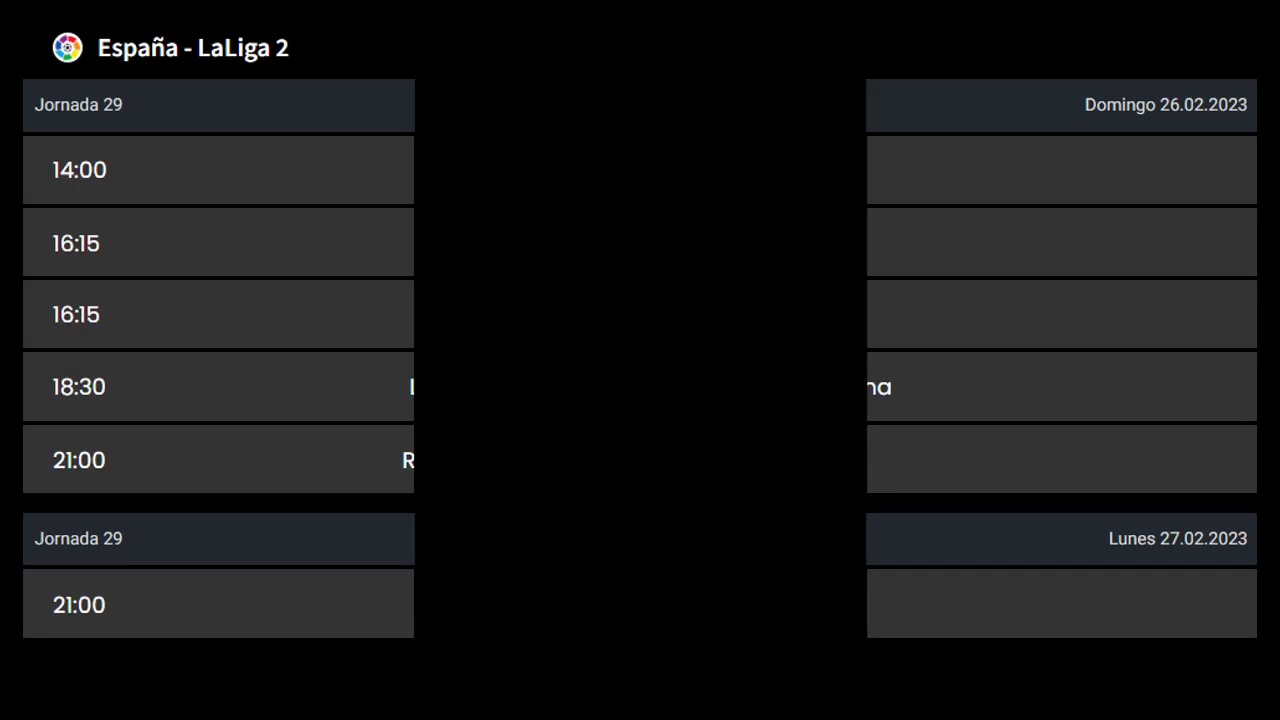 España - LaLiga 2
Jornada 29 Domingo 26.02.2023
14:00
16:15
16:15
18:30
21:00
Jornada 29 Lunes 27.02.2023
21:00